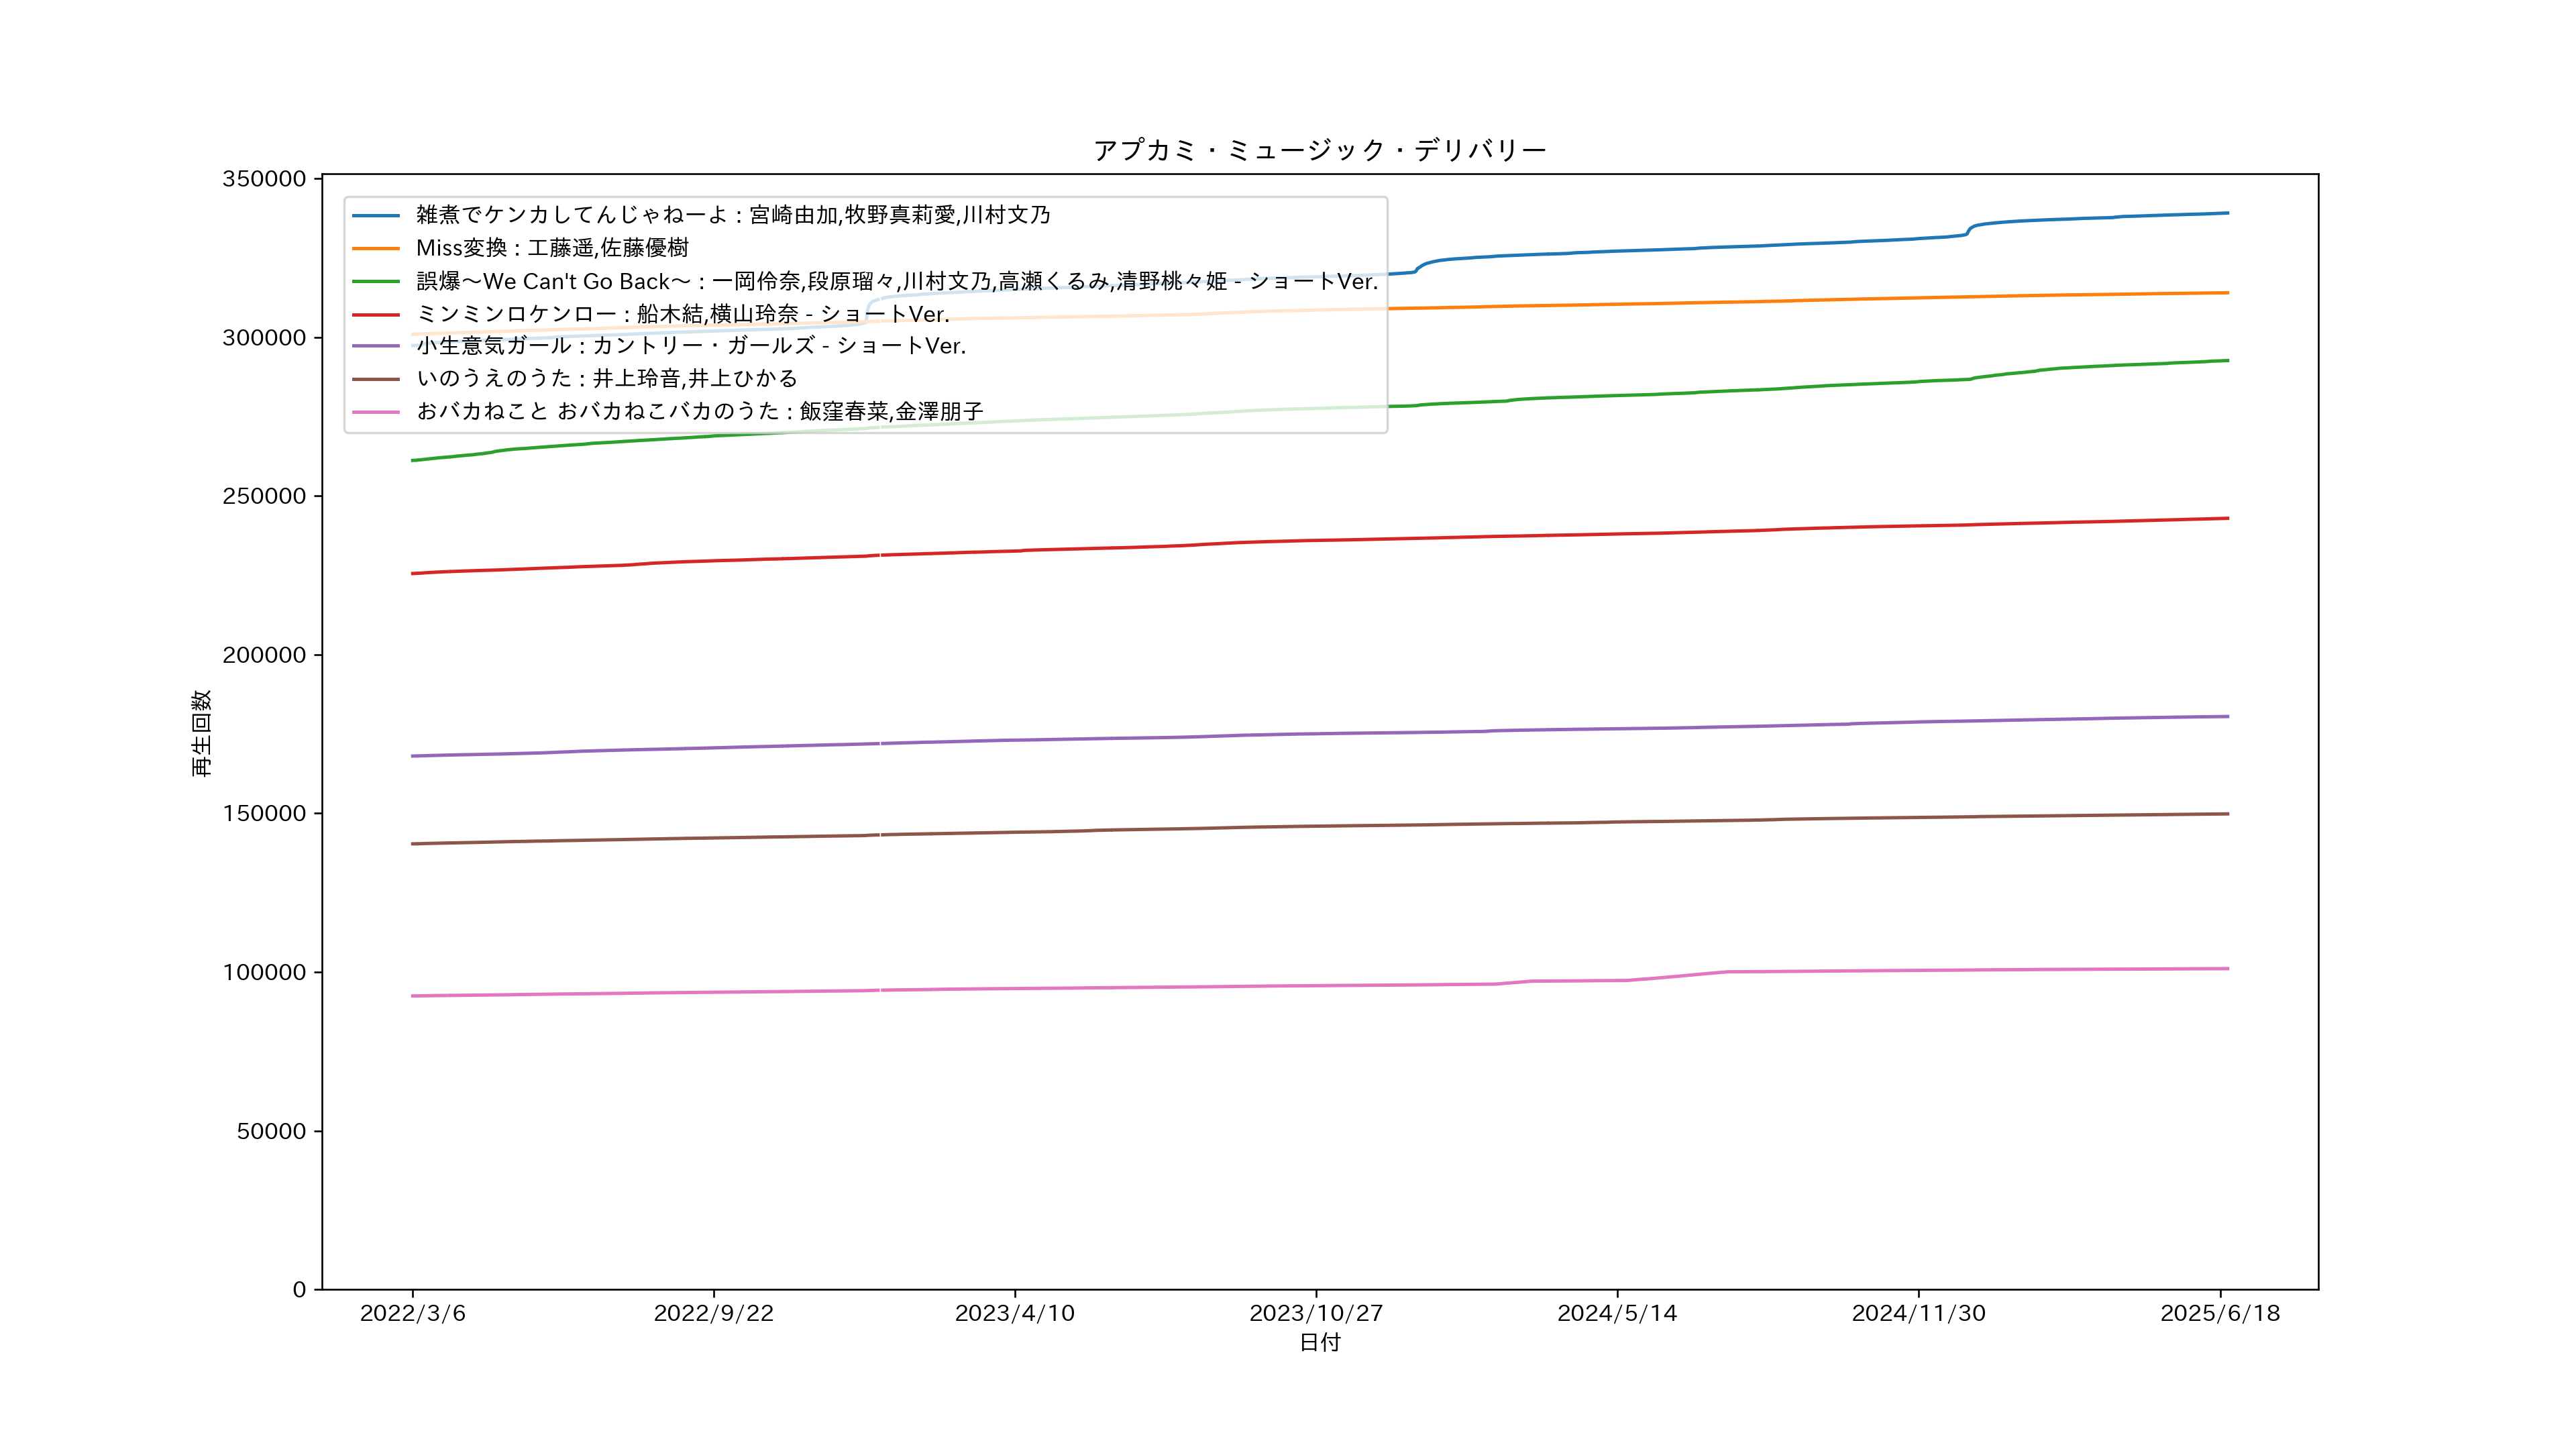 アプカミ・ミュージック・デリバリー
350000
300000
250000
200000
150000
100000
50000
0
再生回数
雑煮でケンカしてんじゃねーよ : 宮崎由加,牧野真莉愛,川村文乃
Miss変換 : 工藤遥,佐藤優樹
誤爆～We Can't Go Back～ : 一岡伶奈,段原瑠々,川村文乃,高瀬くるみ,清野桃々姫 - ショートVer.
ミンミンロケンロー : 船木結,横山玲奈 - ショートVer.
小生意気ガール : カントリー・ガールズ - ショートVer.
いのうえのうた : 井上玲音,井上ひかる
おバカねこと おバカねこバカのうた : 飯窪春菜,金澤朋子
2022/3/6
2022/9/22
2023/4/10
2023/10/27
2024/5/14
2024/11/30
2025/6/18
日付